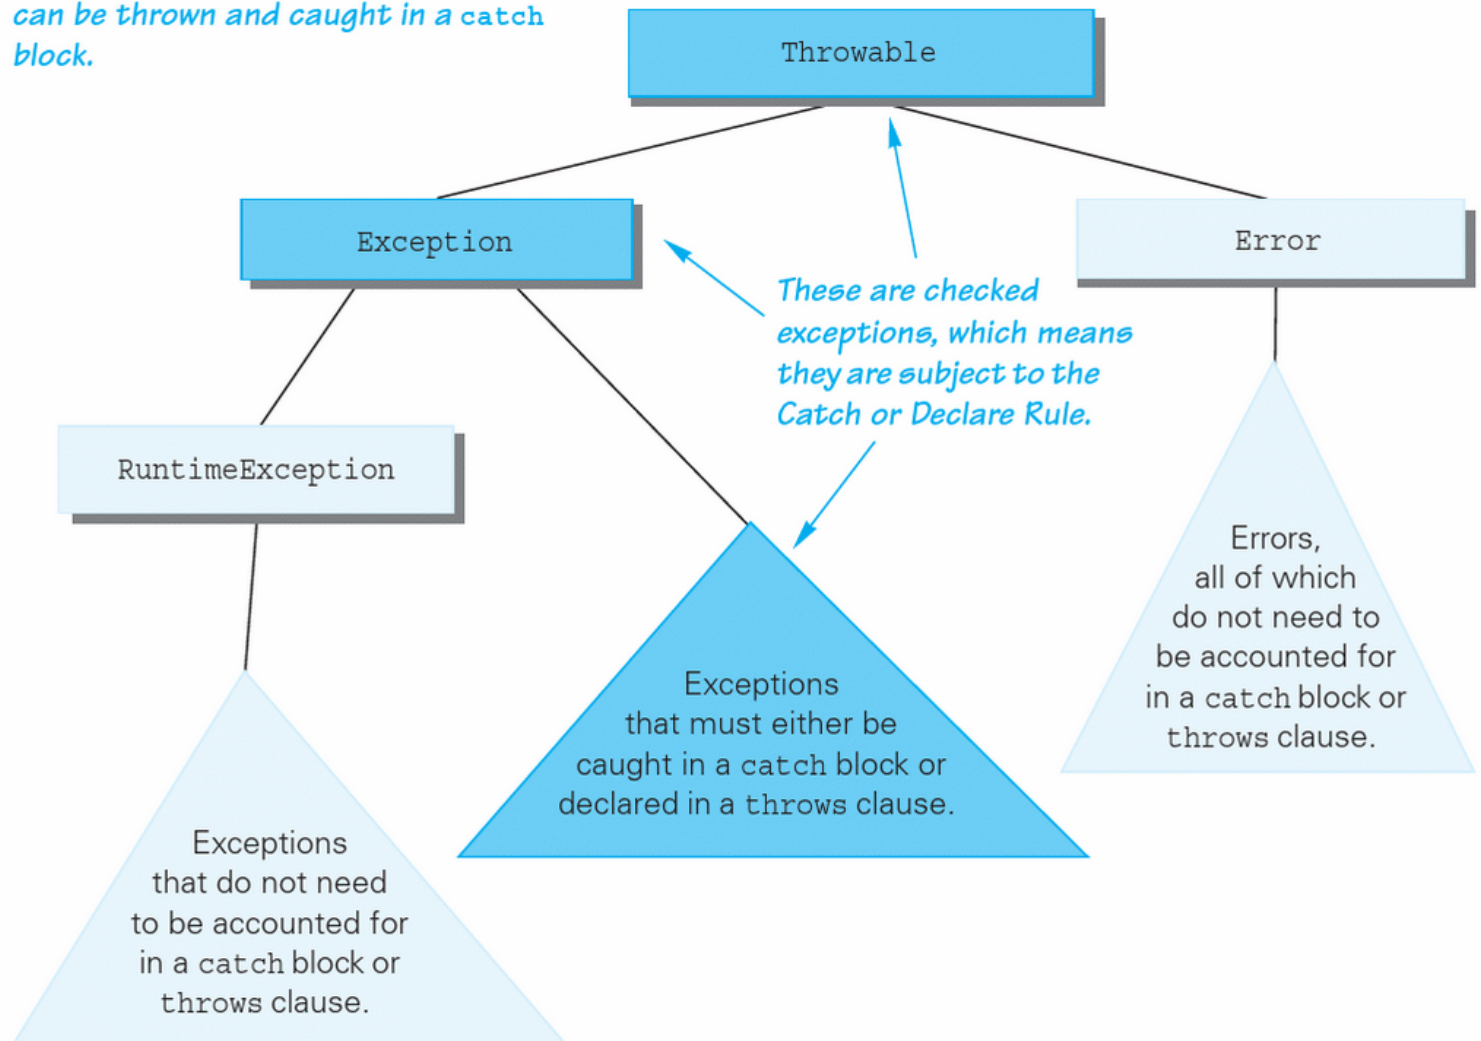 can be thrown and caught in a catch
block.
Throwable
Exception
Error
These are checked
exceptions, which means
they are subject to the
Catch or Declare Rule.
RuntimeException
Errors,
all of which
do not need to
be accounted for
in a catch block or
throws clause.
Exceptions
that must either be
caught in a catch block or
declared in a throws clause.
Exceptions
that do not need
to be accounted for
in a catch block or
throws clause.